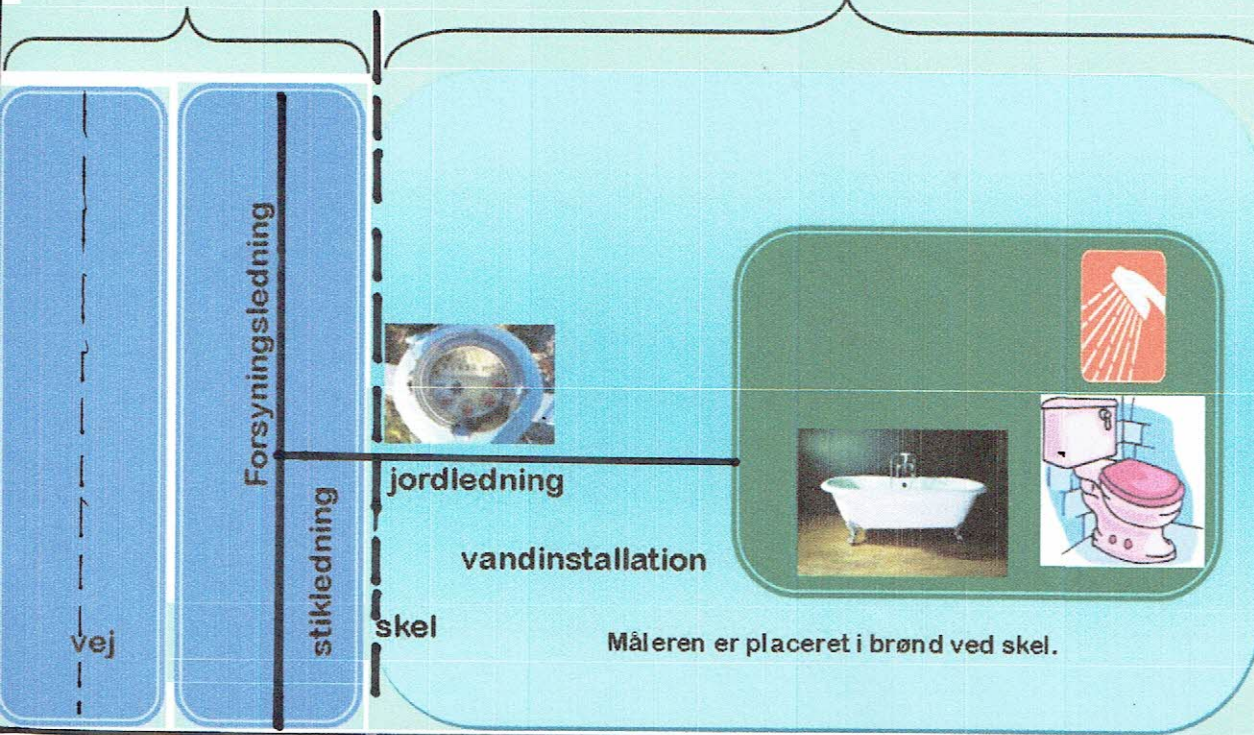 Forsyningsledning
jordledning
stikledning
vandinstallation
vej
skel
Måleren er placeret i brønd ved skel.